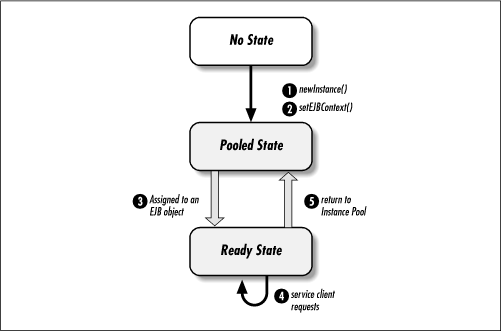 No State
1 newInstance()
2 setEJBContext()
Pooled State
3 Assigned to an
EJB object
5 return to
Instance Pool
Ready State
4 service client
requests